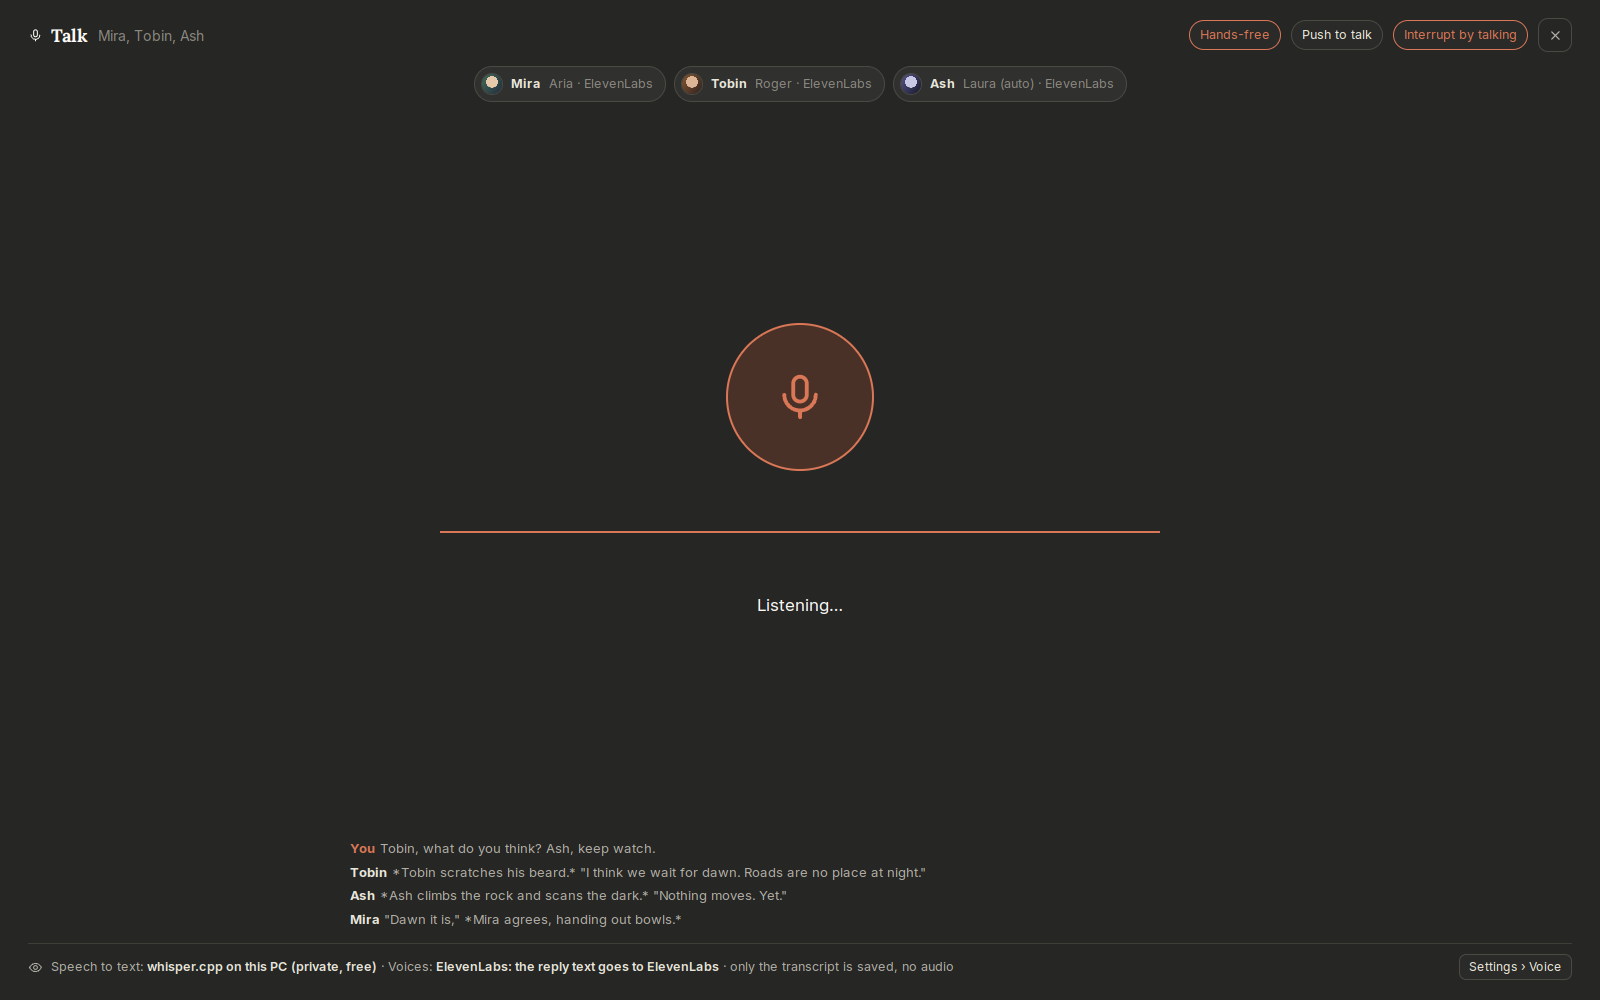 Talk Mira, Tobin, Ash
Hands-free Push to talk Interrupt by talking
Mira Aria · ElevenLabs Tobin Roger · ElevenLabs Ash Laura (auto) · ElevenLabs
Listening...
You Tobin, what do you think? Ash, keep watch.
Tobin *Tobin scratches his beard.* "I think we wait for dawn. Roads are no place at night."
Ash *Ash climbs the rock and scans the dark.* "Nothing moves. Yet."
Mira "Dawn it is," *Mira agrees, handing out bowls.*
Speech to text: whisper.cpp on this PC (private, free) · Voices: ElevenLabs: the reply text goes to ElevenLabs · only the transcript is saved, no audio
Settings › Voice